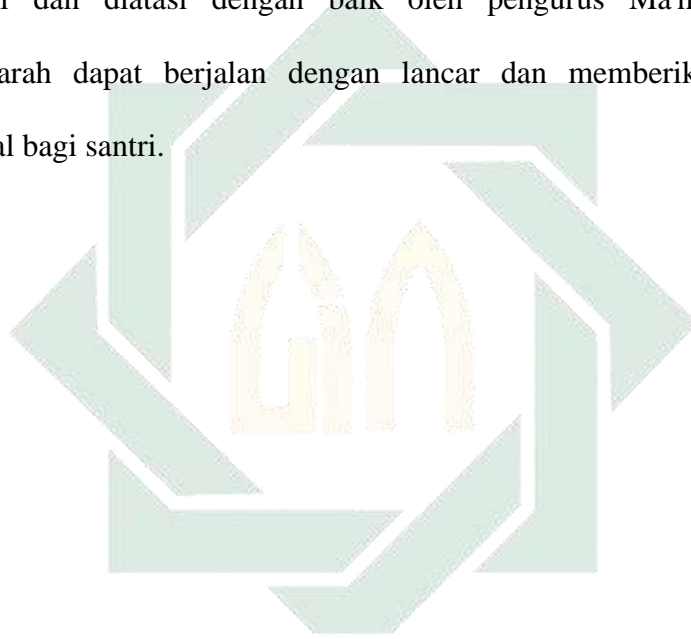 dan diatasi dengan baik oleh pengurus
arah dapat berjalan dengan lancar dan memberik
al bagi santri.